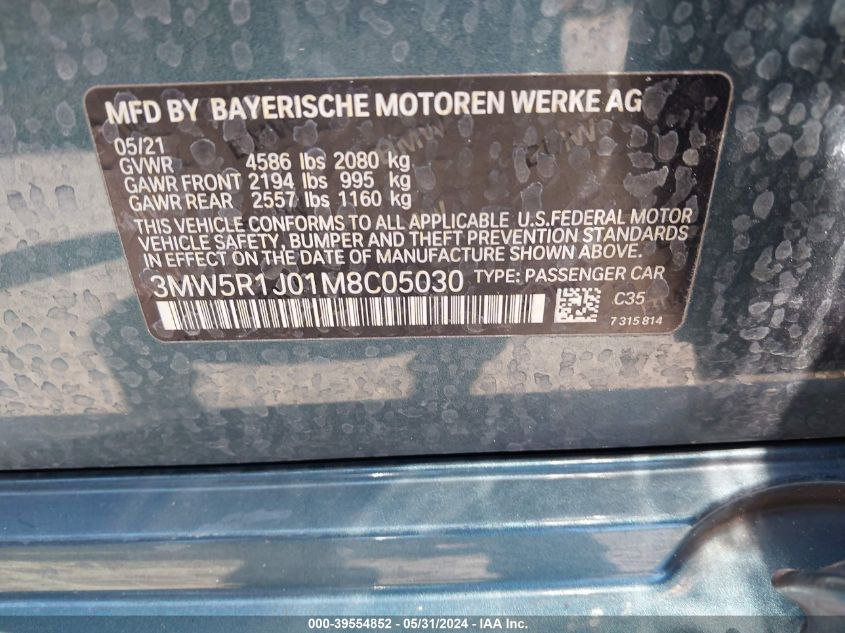 MFD BY BAYERISCHE MOTOREN WERKE AG
05/21
GVWR 4586 lbs 2080 kg
GAWR FRONT 2194 lbs 995 kg
GAWR REAR 2557 lbs 1160 kg
THIS VEHICLE CONFORMS TO ALL APPLICABLE U.S.FEDERAL MOTOR
VEHICLE SAFETY, BUMPER AND THEFT PREVENTION STANDARDS
IN EFFECT ON THE DATE OF MANUFACTURE SHOWN ABOVE.
3MW5R1J01M8C05030 TYPE: PASSENGER CAR
C35
7 315 814
000-39554852 - 05/31/2024 - IAA Inc.